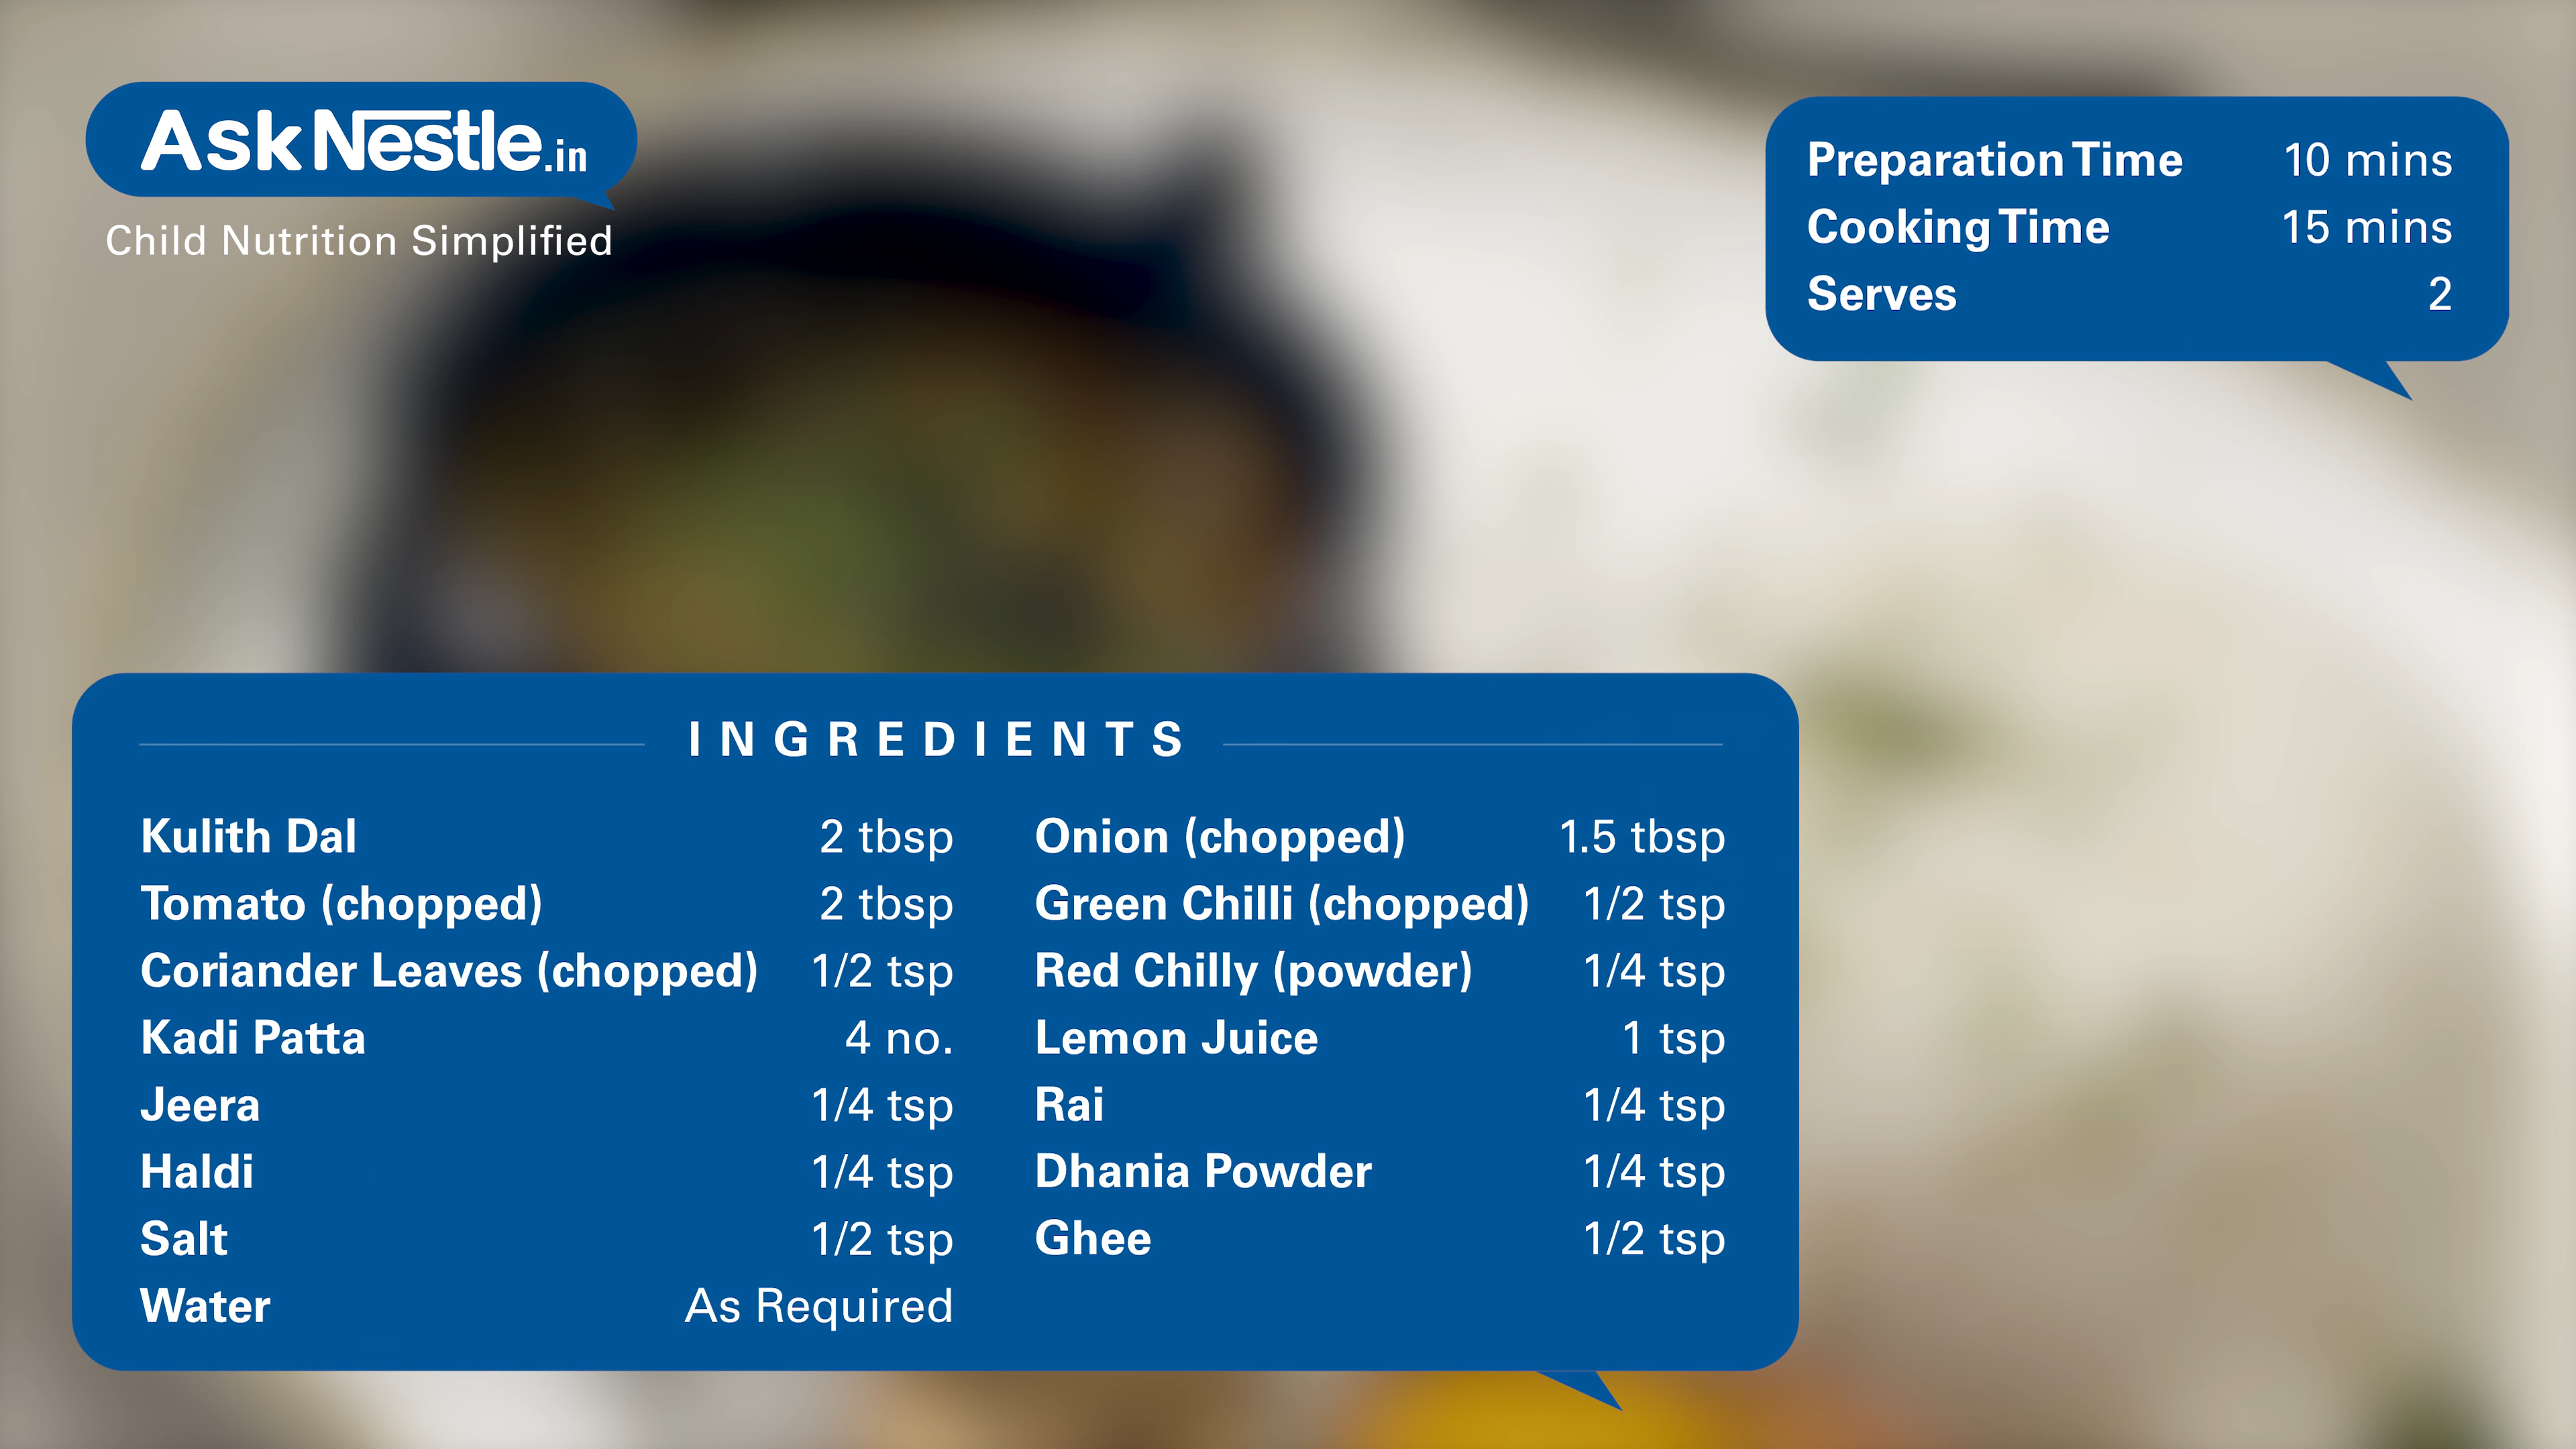 Ask Nestle.in
Child Nutrition Simplified
Preparation Time 10 mins
Cooking Time 15 mins
Serves 2
INGREDIENTS
Kulith Dal 2 tbsp
Tomato (chopped) 2 tbsp
Coriander Leaves (chopped) 1/2 tsp
Kadi Patta 4 no.
Jeera 1/4 tsp
Haldi 1/4 tsp
Salt 1/2 tsp
Water As Required
Onion (chopped) 1.5 tbsp
Green Chilli (chopped) 1/2 tsp
Red Chilly (powder) 1/4 tsp
Lemon Juice 1 tsp
Rai 1/4 tsp
Dhania Powder 1/4 tsp
Ghee 1/2 tsp